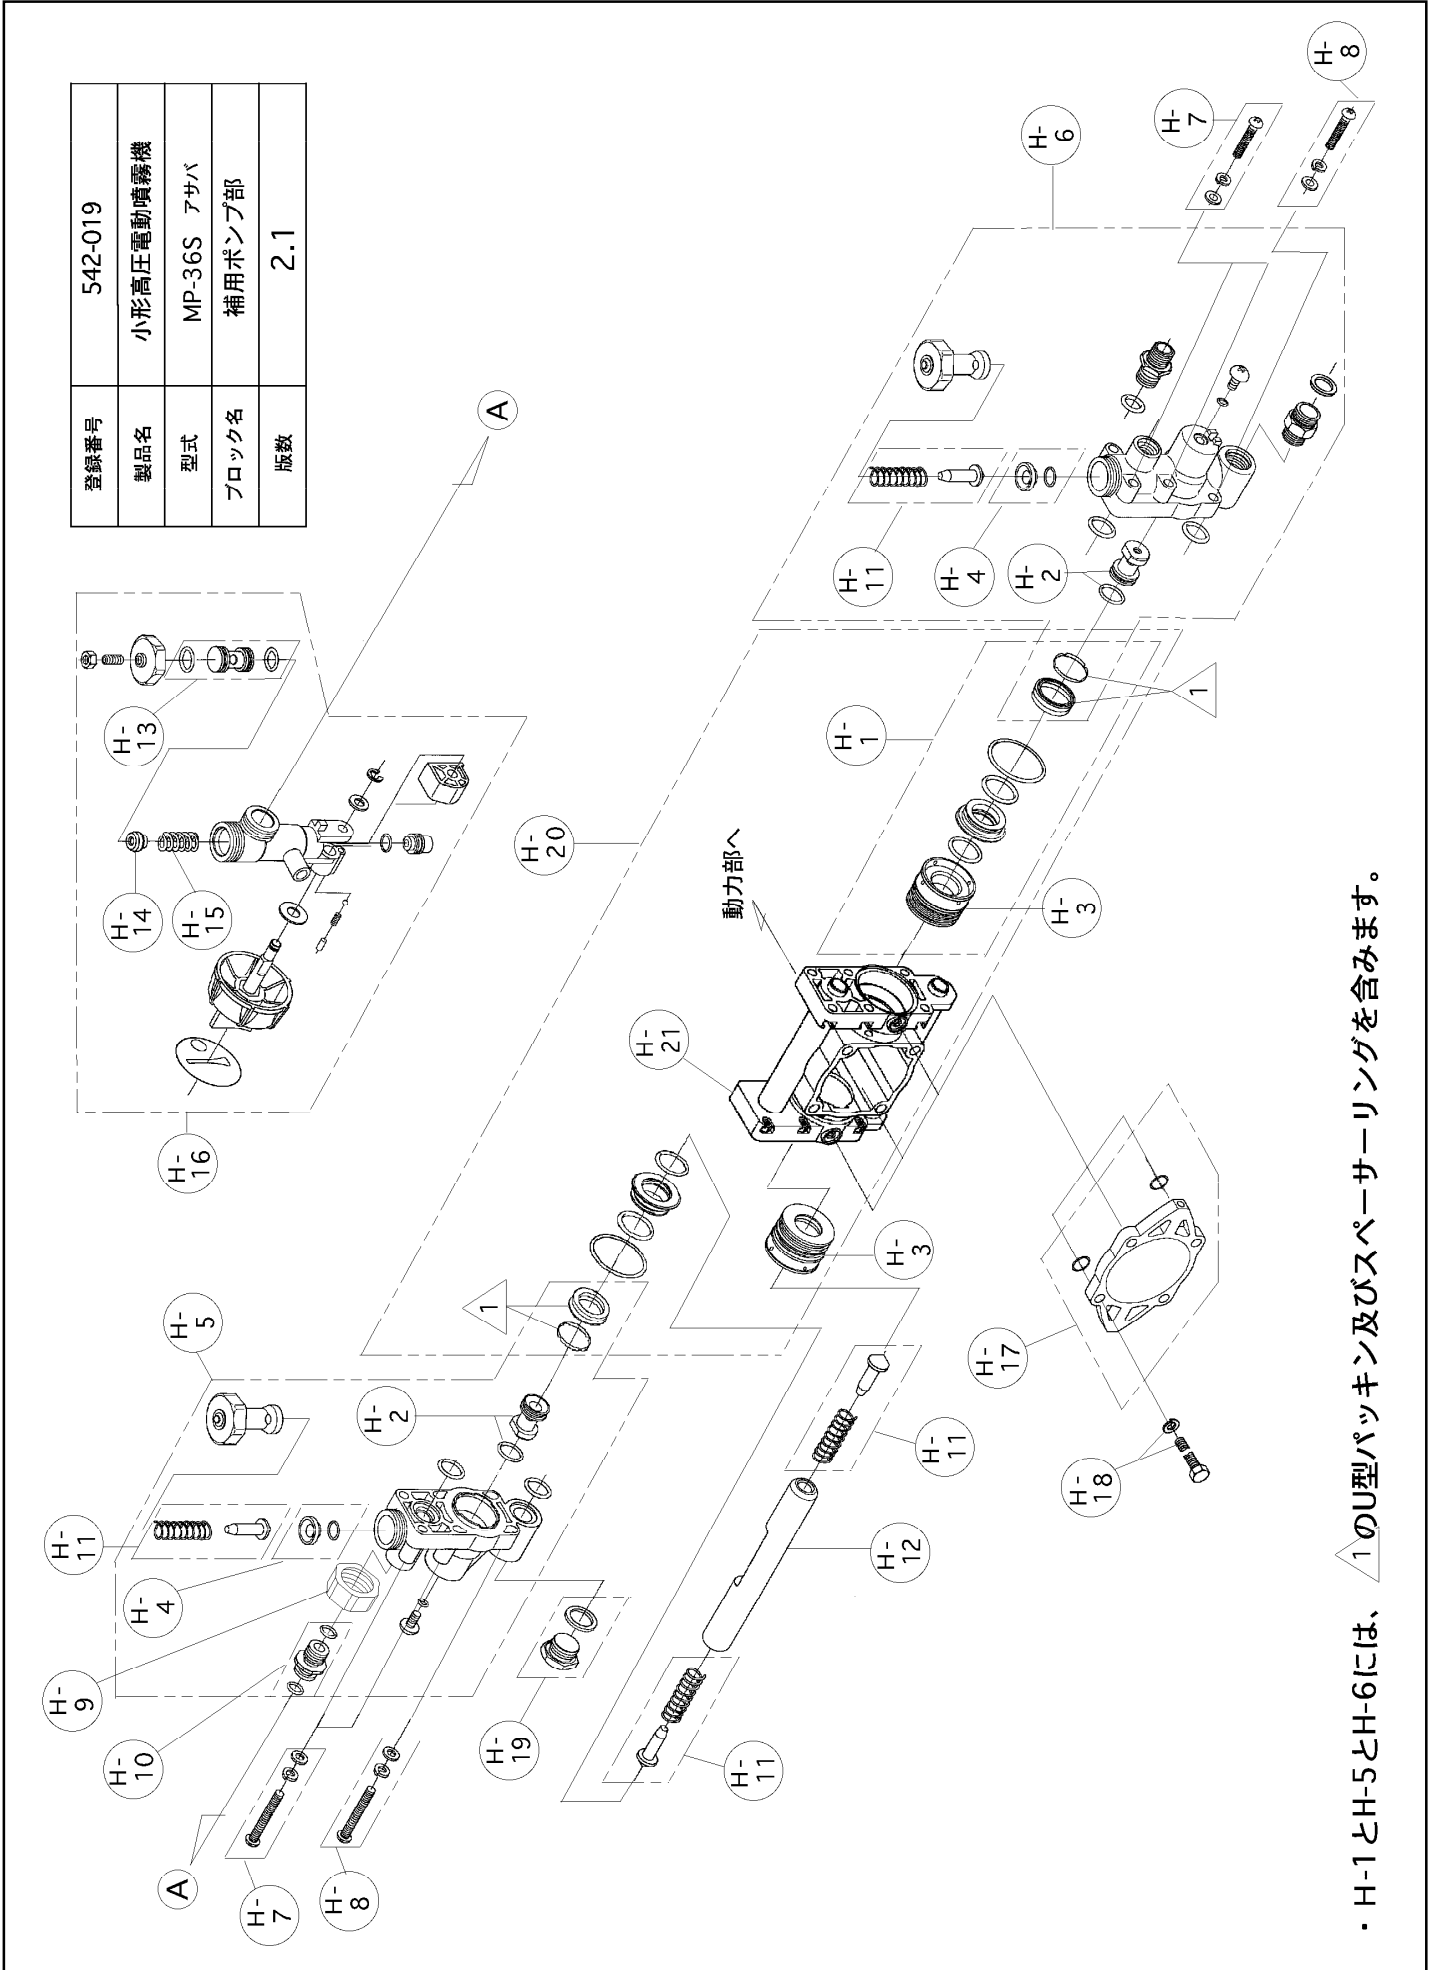 登録番号 542-019
製品名 小形高圧電動噴霧機
型式 MP-36S アサバ
ブロック名 補用ポンプ部
版数 2.1
H-16
H-14
H-15
H-13
A
H-20
H-5
H-11
H-4
H-9
H-10
A
H-7
H-8
H-2
1
H-19
H-11
H-12
H-11
H-3
H-21
動力部へ
H-1
H-3
1
H-2
H-4
H-11
H-6
H-7
H-8
H-17
H-18
・H-1とH-5とH-6には、 1 のU型パッキン及びスペーサーリングを含みます。